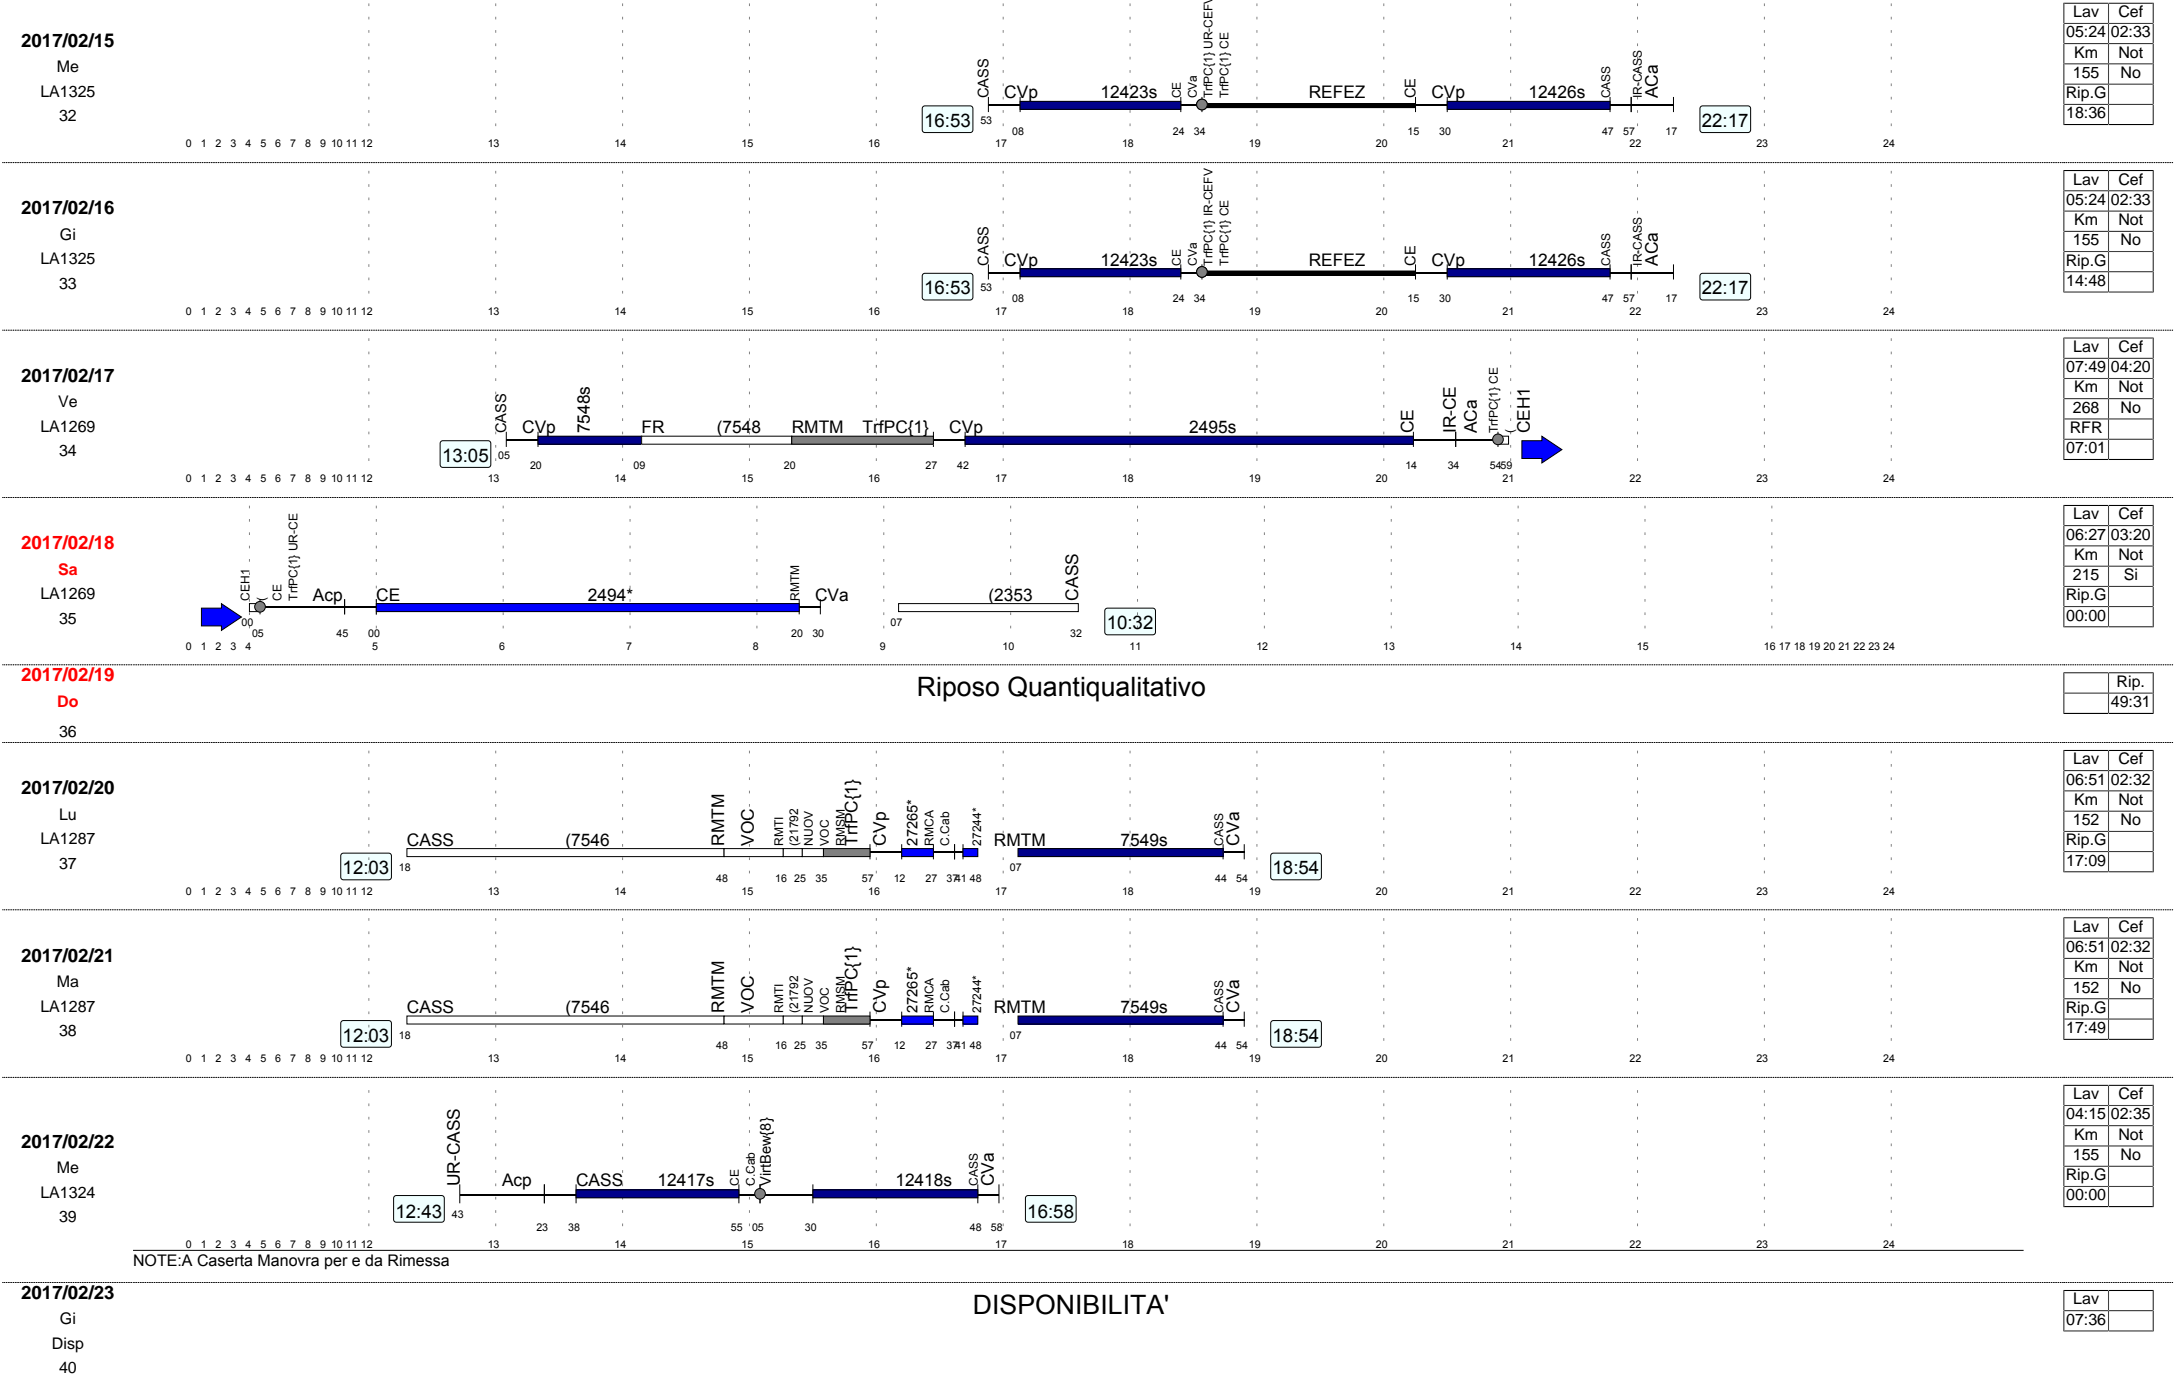 2017/02/15
Me
LA1325
32
16:53
CASS
53
CVp
08
12423s
CE
24
CVa
34
TrfPC{1} UR-CEFV
TrfPC{1} CE
REFEZ
CE
15
CVp
30
12426s
CASS
47
IR-CASS
57
ACa
17
22:17
0 1 2 3 4 5 6 7 8 9 10 11 12 13 14 15 16 17 18 19 20 21 22 23 24
Lav Cef
05:24 02:33
Km Not
155 No
Rip.G
18:36
2017/02/16
Gi
LA1325
33
16:53
CASS
53
CVp
08
12423s
CE
24
CVa
34
TrfPC{1} IR-CEFV
TrfPC{1} CE
REFEZ
CE
15
CVp
30
12426s
CASS
47
IR-CASS
57
ACa
17
22:17
0 1 2 3 4 5 6 7 8 9 10 11 12 13 14 15 16 17 18 19 20 21 22 23 24
Lav Cef
05:24 02:33
Km Not
155 No
Rip.G
14:48
2017/02/17
Ve
LA1269
34
13:05
CASS
05
CVp
20
7548s
FR
09
(7548
RMTM
20
TrfPC{1}
27
CVp
42
2495s
CE
14
IR-CE
34
ACa
TrfPC{1} CE
54
59
(
CEH1
0 1 2 3 4 5 6 7 8 9 10 11 12 13 14 15 16 17 18 19 20 21 22 23 24
Lav Cef
07:49 04:20
Km Not
268 No
RFR
07:01
2017/02/18
Sa
LA1269
35
CEH1
00
(
05
CE
TrfPC{1} UR-CE
Acp
45
CE
00
2494*
RMTM
20
CVa
30
07
(2353
CASS
32
10:32
0 1 2 3 4 5 6 7 8 9 10 11 12 13 14 15 16 17 18 19 20 21 22 23 24
Lav Cef
06:27 03:20
Km Not
215 Si
Rip.G
00:00
2017/02/19
Do
36
Riposo Quantiqualitativo
Rip.
49:31
2017/02/20
Lu
LA1287
37
12:03
CASS
18
(7546
RMTM
48
VOC
RMTI
16
(21792
NUOV
25
VOC
35
RMSM
TrfPC{1}
57
CVp
12
27265*
RMCA
27
C.Cab
37
41
27244*
48
RMTM
07
7549s
CASS
44
CVa
54
18:54
0 1 2 3 4 5 6 7 8 9 10 11 12 13 14 15 16 17 18 19 20 21 22 23 24
Lav Cef
06:51 02:32
Km Not
152 No
Rip.G
17:09
2017/02/21
Ma
LA1287
38
12:03
CASS
18
(7546
RMTM
48
VOC
RMTI
16
(21792
NUOV
25
VOC
35
RMSM
TrfPC{1}
57
CVp
12
27265*
RMCA
27
C.Cab
37
41
27244*
48
RMTM
07
7549s
CASS
44
CVa
54
18:54
0 1 2 3 4 5 6 7 8 9 10 11 12 13 14 15 16 17 18 19 20 21 22 23 24
Lav Cef
06:51 02:32
Km Not
152 No
Rip.G
17:49
2017/02/22
Me
LA1324
39
12:43
UR-CASS
43
Acp
23
CASS
38
12417s
CE
55
C.Cab
05
VirtBew{8}
30
12418s
CASS
48
CVa
58
16:58
0 1 2 3 4 5 6 7 8 9 10 11 12 13 14 15 16 17 18 19 20 21 22 23 24
Lav Cef
04:15 02:35
Km Not
155 No
Rip.G
00:00
NOTE:A Caserta Manovra per e da Rimessa
2017/02/23
Gi
Disp
40
DISPONIBILITA'
Lav
07:36